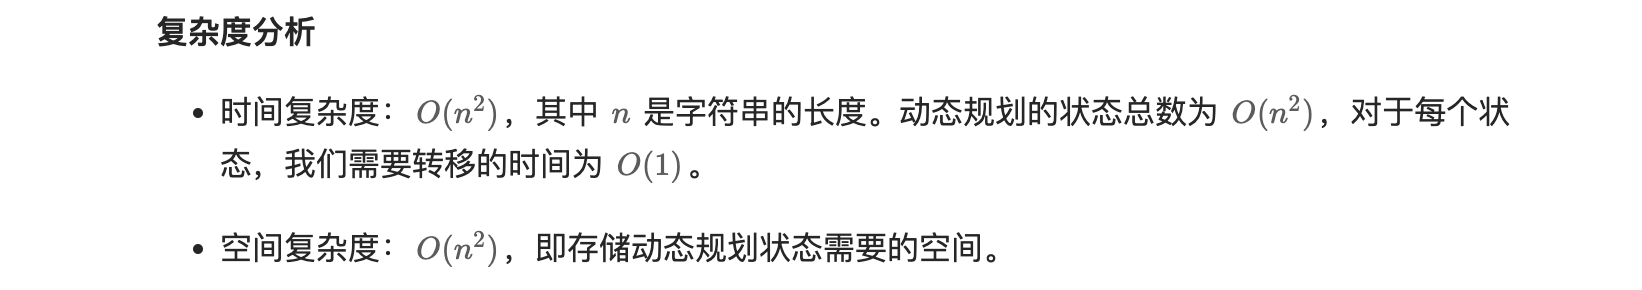 复杂度分析
• 时间复杂度：O(n²)，其中 n 是字符串的长度。动态规划的状态总数为 O(n²)，对于每个状
态，我们需要转移的时间为 O(1)。
• 空间复杂度：O(n²)，即存储动态规划状态需要的空间。